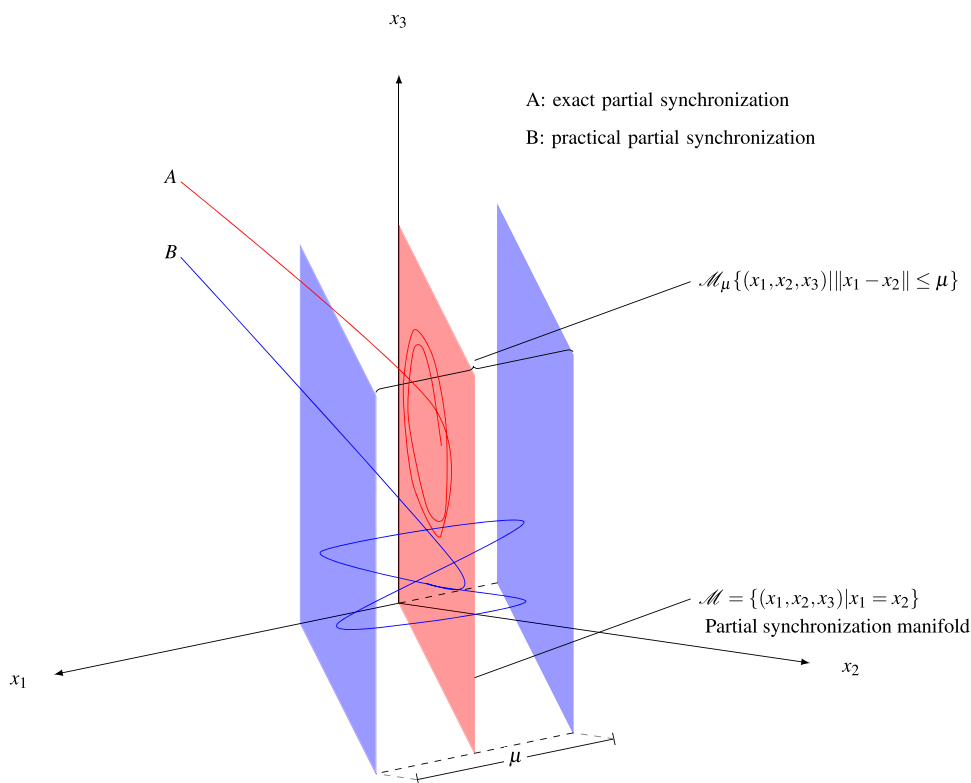 x₃
A: exact partial synchronization
B: practical partial synchronization
A
B
ℳ_μ{(x₁,x₂,x₃)|‖x₁−x₂‖ ≤ μ}
ℳ = {(x₁,x₂,x₃)|x₁ = x₂}
Partial synchronization manifold
x₁
x₂
μ